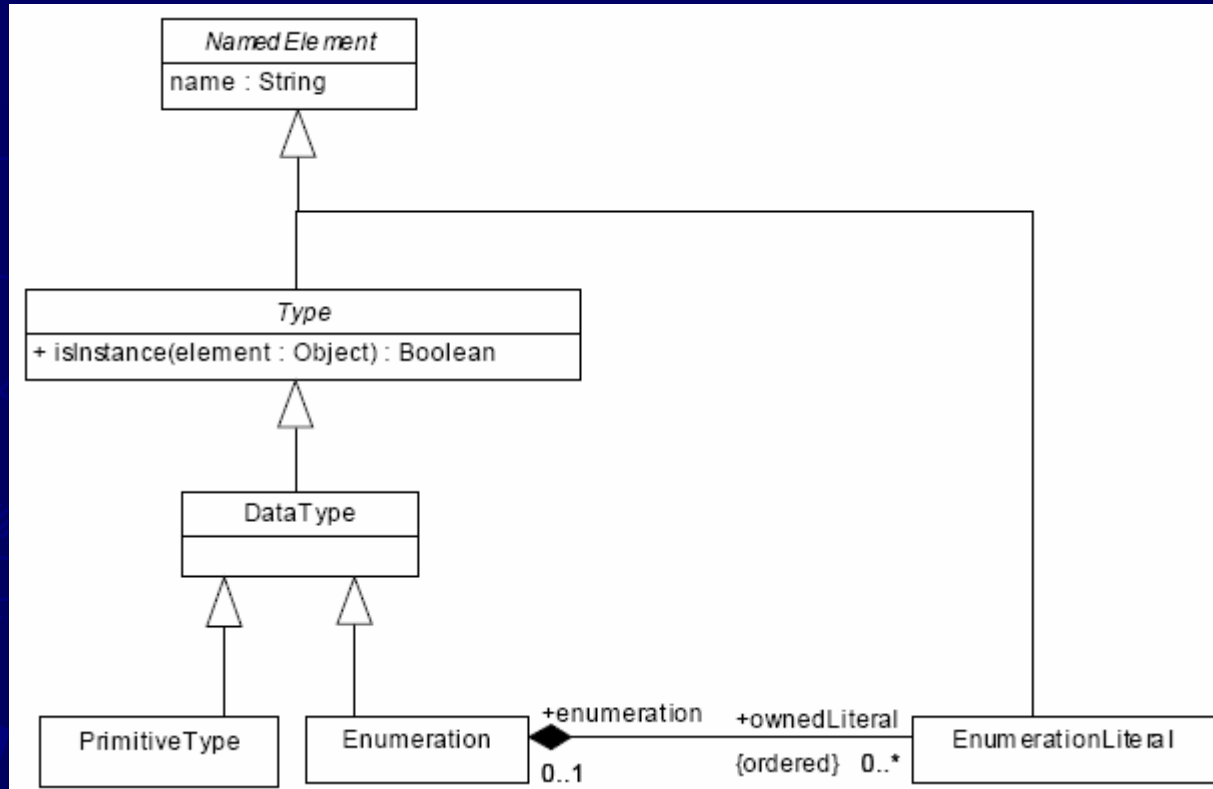 NamedElement
name : String
Type
+ isInstance(element : Object) : Boolean
DataType
PrimitiveType
Enumeration
+enumeration
0..1
+ownedLiteral
{ordered} 0..*
EnumerationLiteral